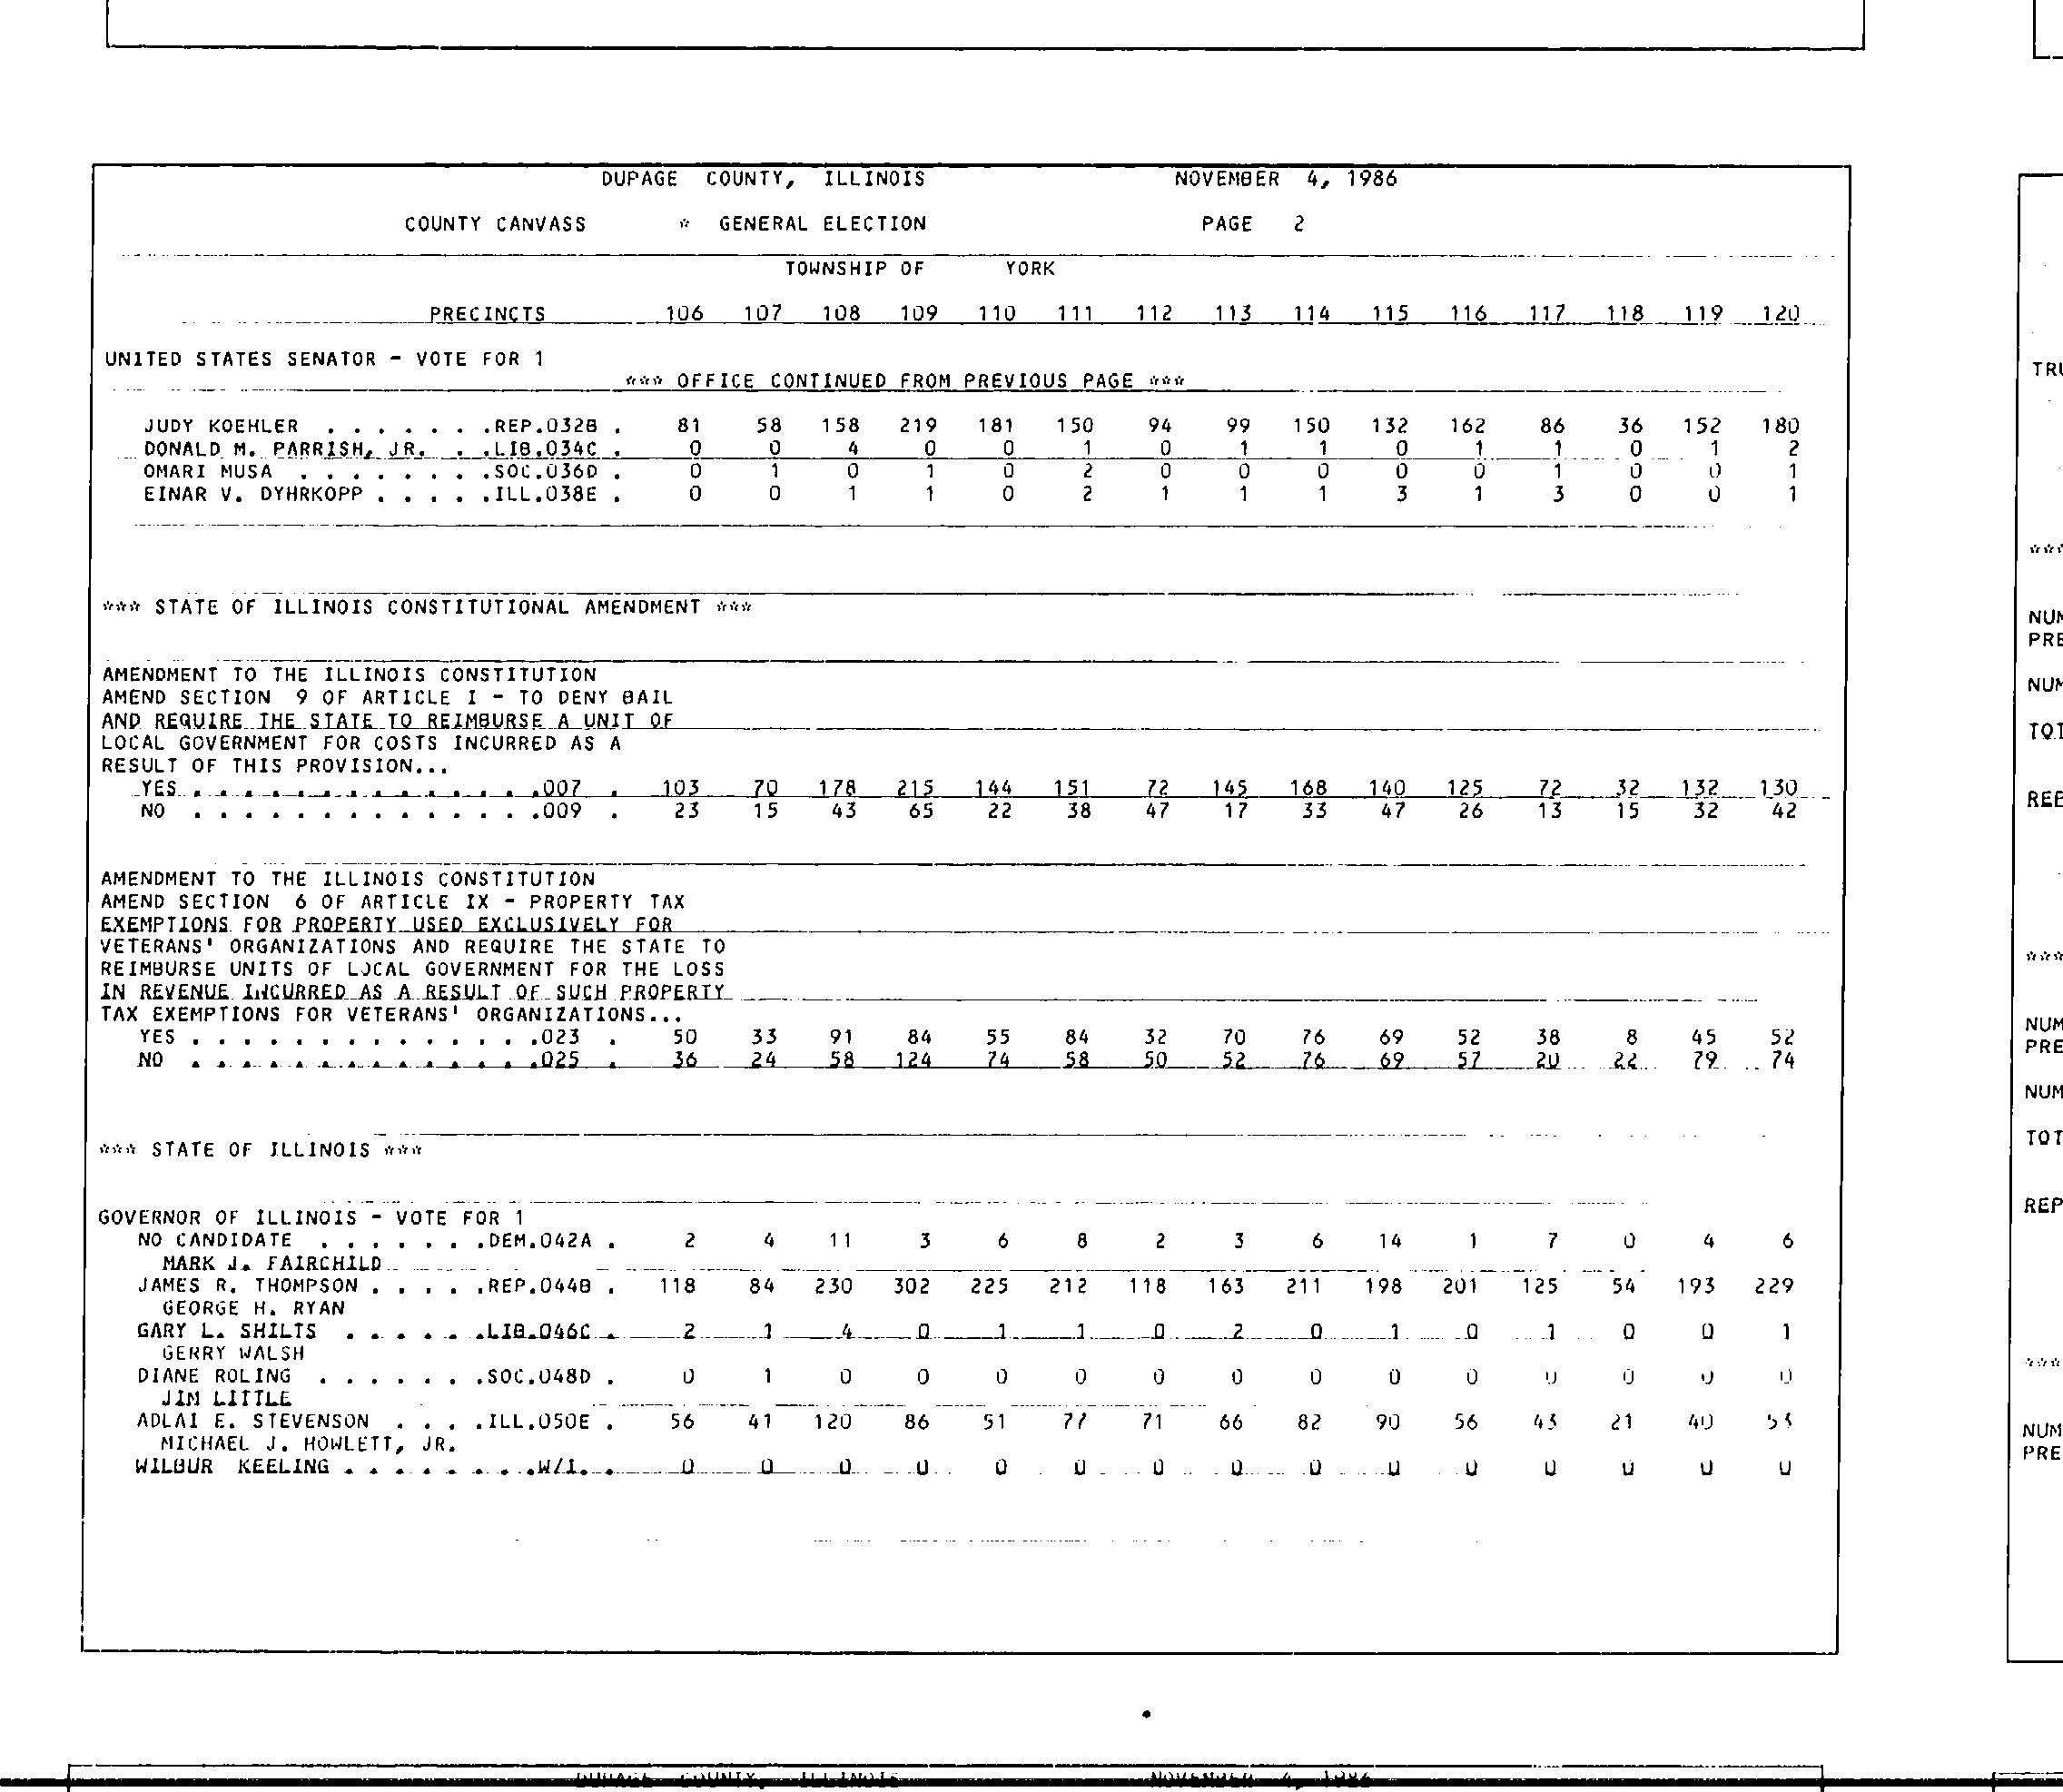 DUPAGE COUNTY, ILLINOIS NOVEMBER 4, 1986
COUNTY CANVASS * GENERAL ELECTION PAGE 2
TOWNSHIP OF YORK
PRECINCTS 106 107 108 109 110 111 112 113 114 115 116 117 118 119 120
UNITED STATES SENATOR - VOTE FOR 1
*** OFFICE CONTINUED FROM PREVIOUS PAGE ***
JUDY KOEHLER . . . . . . .REP.032B . 81 58 158 219 181 150 94 99 150 132 162 86 36 152 180
DONALD M. PARRISH, JR. . .LIB.034C . 0 0 4 0 0 1 0 1 1 0 1 1 0 1 2
OMARI MUSA . . . . . . . .SOC.036D . 0 1 0 1 0 2 0 0 0 0 0 1 0 0 1
EINAR V. DYHRKOPP . . . . .ILL.038E . 0 0 1 1 0 2 1 1 1 3 1 3 0 0 1
*** STATE OF ILLINOIS CONSTITUTIONAL AMENDMENT ***
AMENDMENT TO THE ILLINOIS CONSTITUTION
AMEND SECTION 9 OF ARTICLE I - TO DENY BAIL
AND REQUIRE THE STATE TO REIMBURSE A UNIT OF
LOCAL GOVERNMENT FOR COSTS INCURRED AS A
RESULT OF THIS PROVISION...
YES . . . . . . . . . . . . . .007 . 103 70 178 215 144 151 72 145 168 140 125 72 32 132 130
NO . . . . . . . . . . . . . .009 . 23 15 43 65 22 38 47 17 33 47 26 13 15 32 42
AMENDMENT TO THE ILLINOIS CONSTITUTION
AMEND SECTION 6 OF ARTICLE IX - PROPERTY TAX
EXEMPTIONS FOR PROPERTY USED EXCLUSIVELY FOR
VETERANS' ORGANIZATIONS AND REQUIRE THE STATE TO
REIMBURSE UNITS OF LOCAL GOVERNMENT FOR THE LOSS
IN REVENUE INCURRED AS A RESULT OF SUCH PROPERTY
TAX EXEMPTIONS FOR VETERANS' ORGANIZATIONS...
YES . . . . . . . . . . . . . .023 . 50 33 91 84 55 84 32 70 76 69 52 38 8 45 52
NO . . . . . . . . . . . . . .025 . 36 24 58 124 74 58 50 52 76 69 57 20 22 79 74
*** STATE OF ILLINOIS ***
GOVERNOR OF ILLINOIS - VOTE FOR 1
NO CANDIDATE . . . . . . .DEM.042A . 2 4 11 3 6 8 2 3 6 14 1 7 0 4 6
MARK J. FAIRCHILD
JAMES R. THOMPSON . . . . .REP.044B . 118 84 230 302 225 212 118 163 211 198 201 125 54 193 229
GEORGE H. RYAN
GARY L. SHILTS . . . . . .LIB.046C . 2 1 4 0 1 1 0 2 0 1 0 1 0 0 1
GERRY WALSH
DIANE ROLING . . . . . . .SOC.048D . 0 1 0 0 0 0 0 0 0 0 0 0 0 0 0
JIM LITTLE
ADLAI E. STEVENSON . . . .ILL.050E . 56 41 120 86 51 77 71 66 82 90 56 43 21 40 53
MICHAEL J. HOWLETT, JR.
WILBUR KEELING . . . . . . . .W/I. . 0 0 0 0 0 0 0 0 0 0 0 0 0 0 0
DUPAGE COUNTY, ILLINOIS NOVEMBER 4, 1986
TRU
***
NUM
PRE
NUM
TOT
***
NUM
PRE
NUM
TOT
REP
***
NUM
PRE